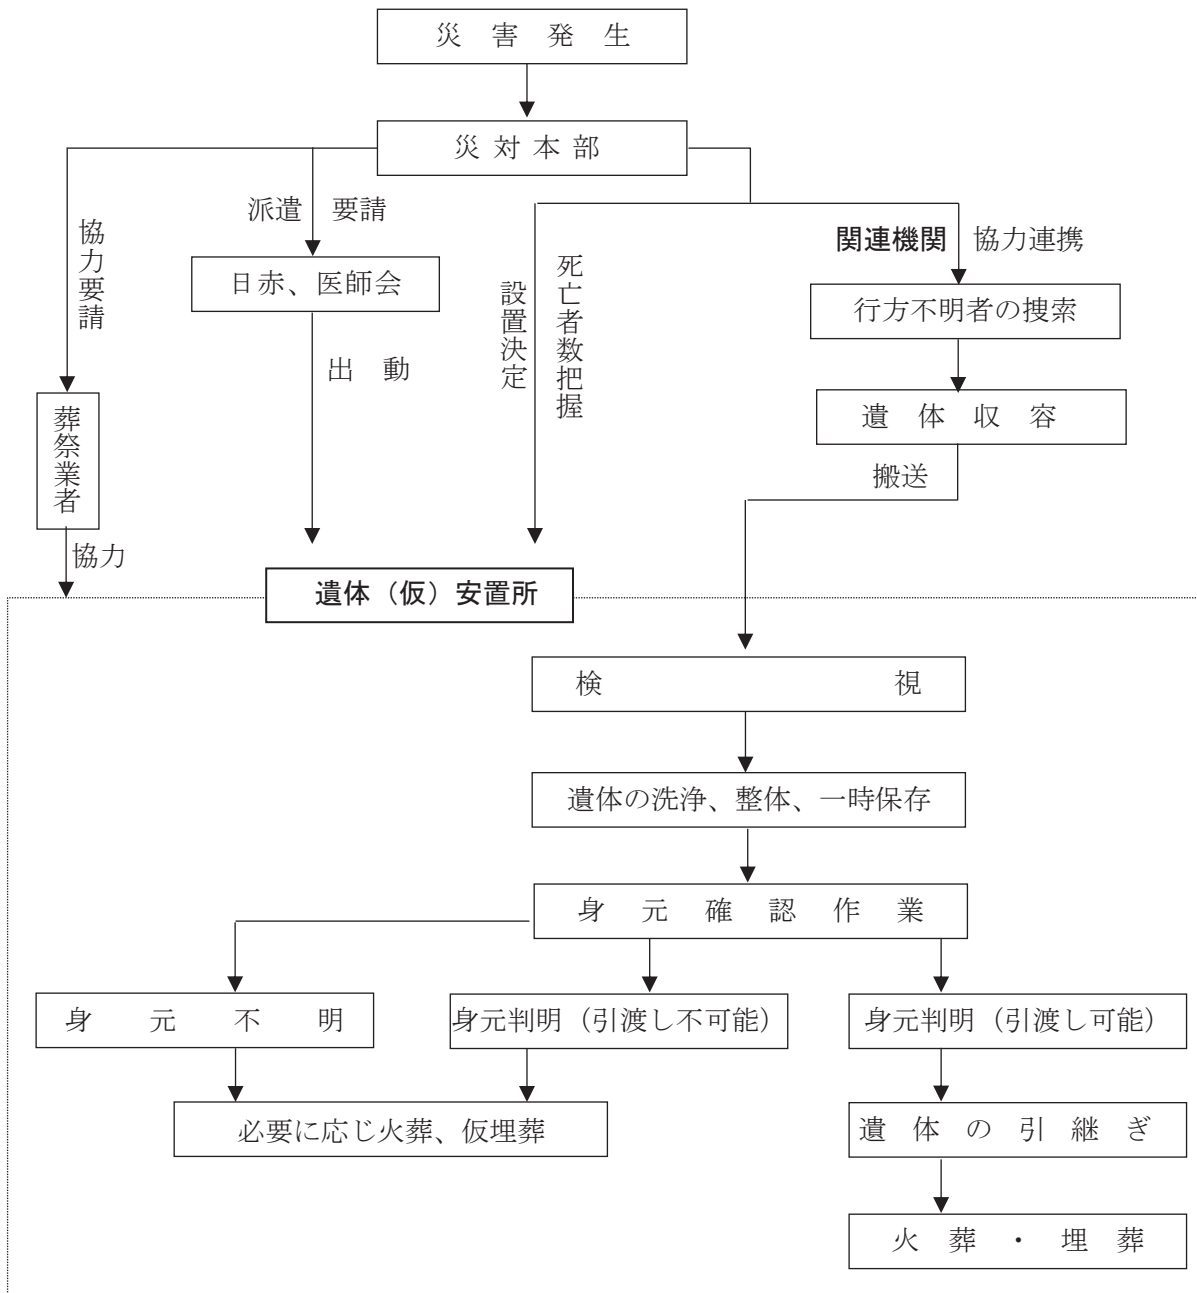 災害発生
災対本部
派遣 要請
協力要請
関連機関 協力連携
日赤、医師会
死亡者数把握
設置決定
行方不明者の捜索
出動
葬祭業者
遺体収容
搬送
協力
遺体(仮)安置所
検視
遺体の洗浄、整体、一時保存
身元確認作業
身元不明
身元判明(引渡し不可能)
身元判明(引渡し可能)
必要に応じ火葬、仮埋葬
遺体の引継ぎ
火葬・埋葬